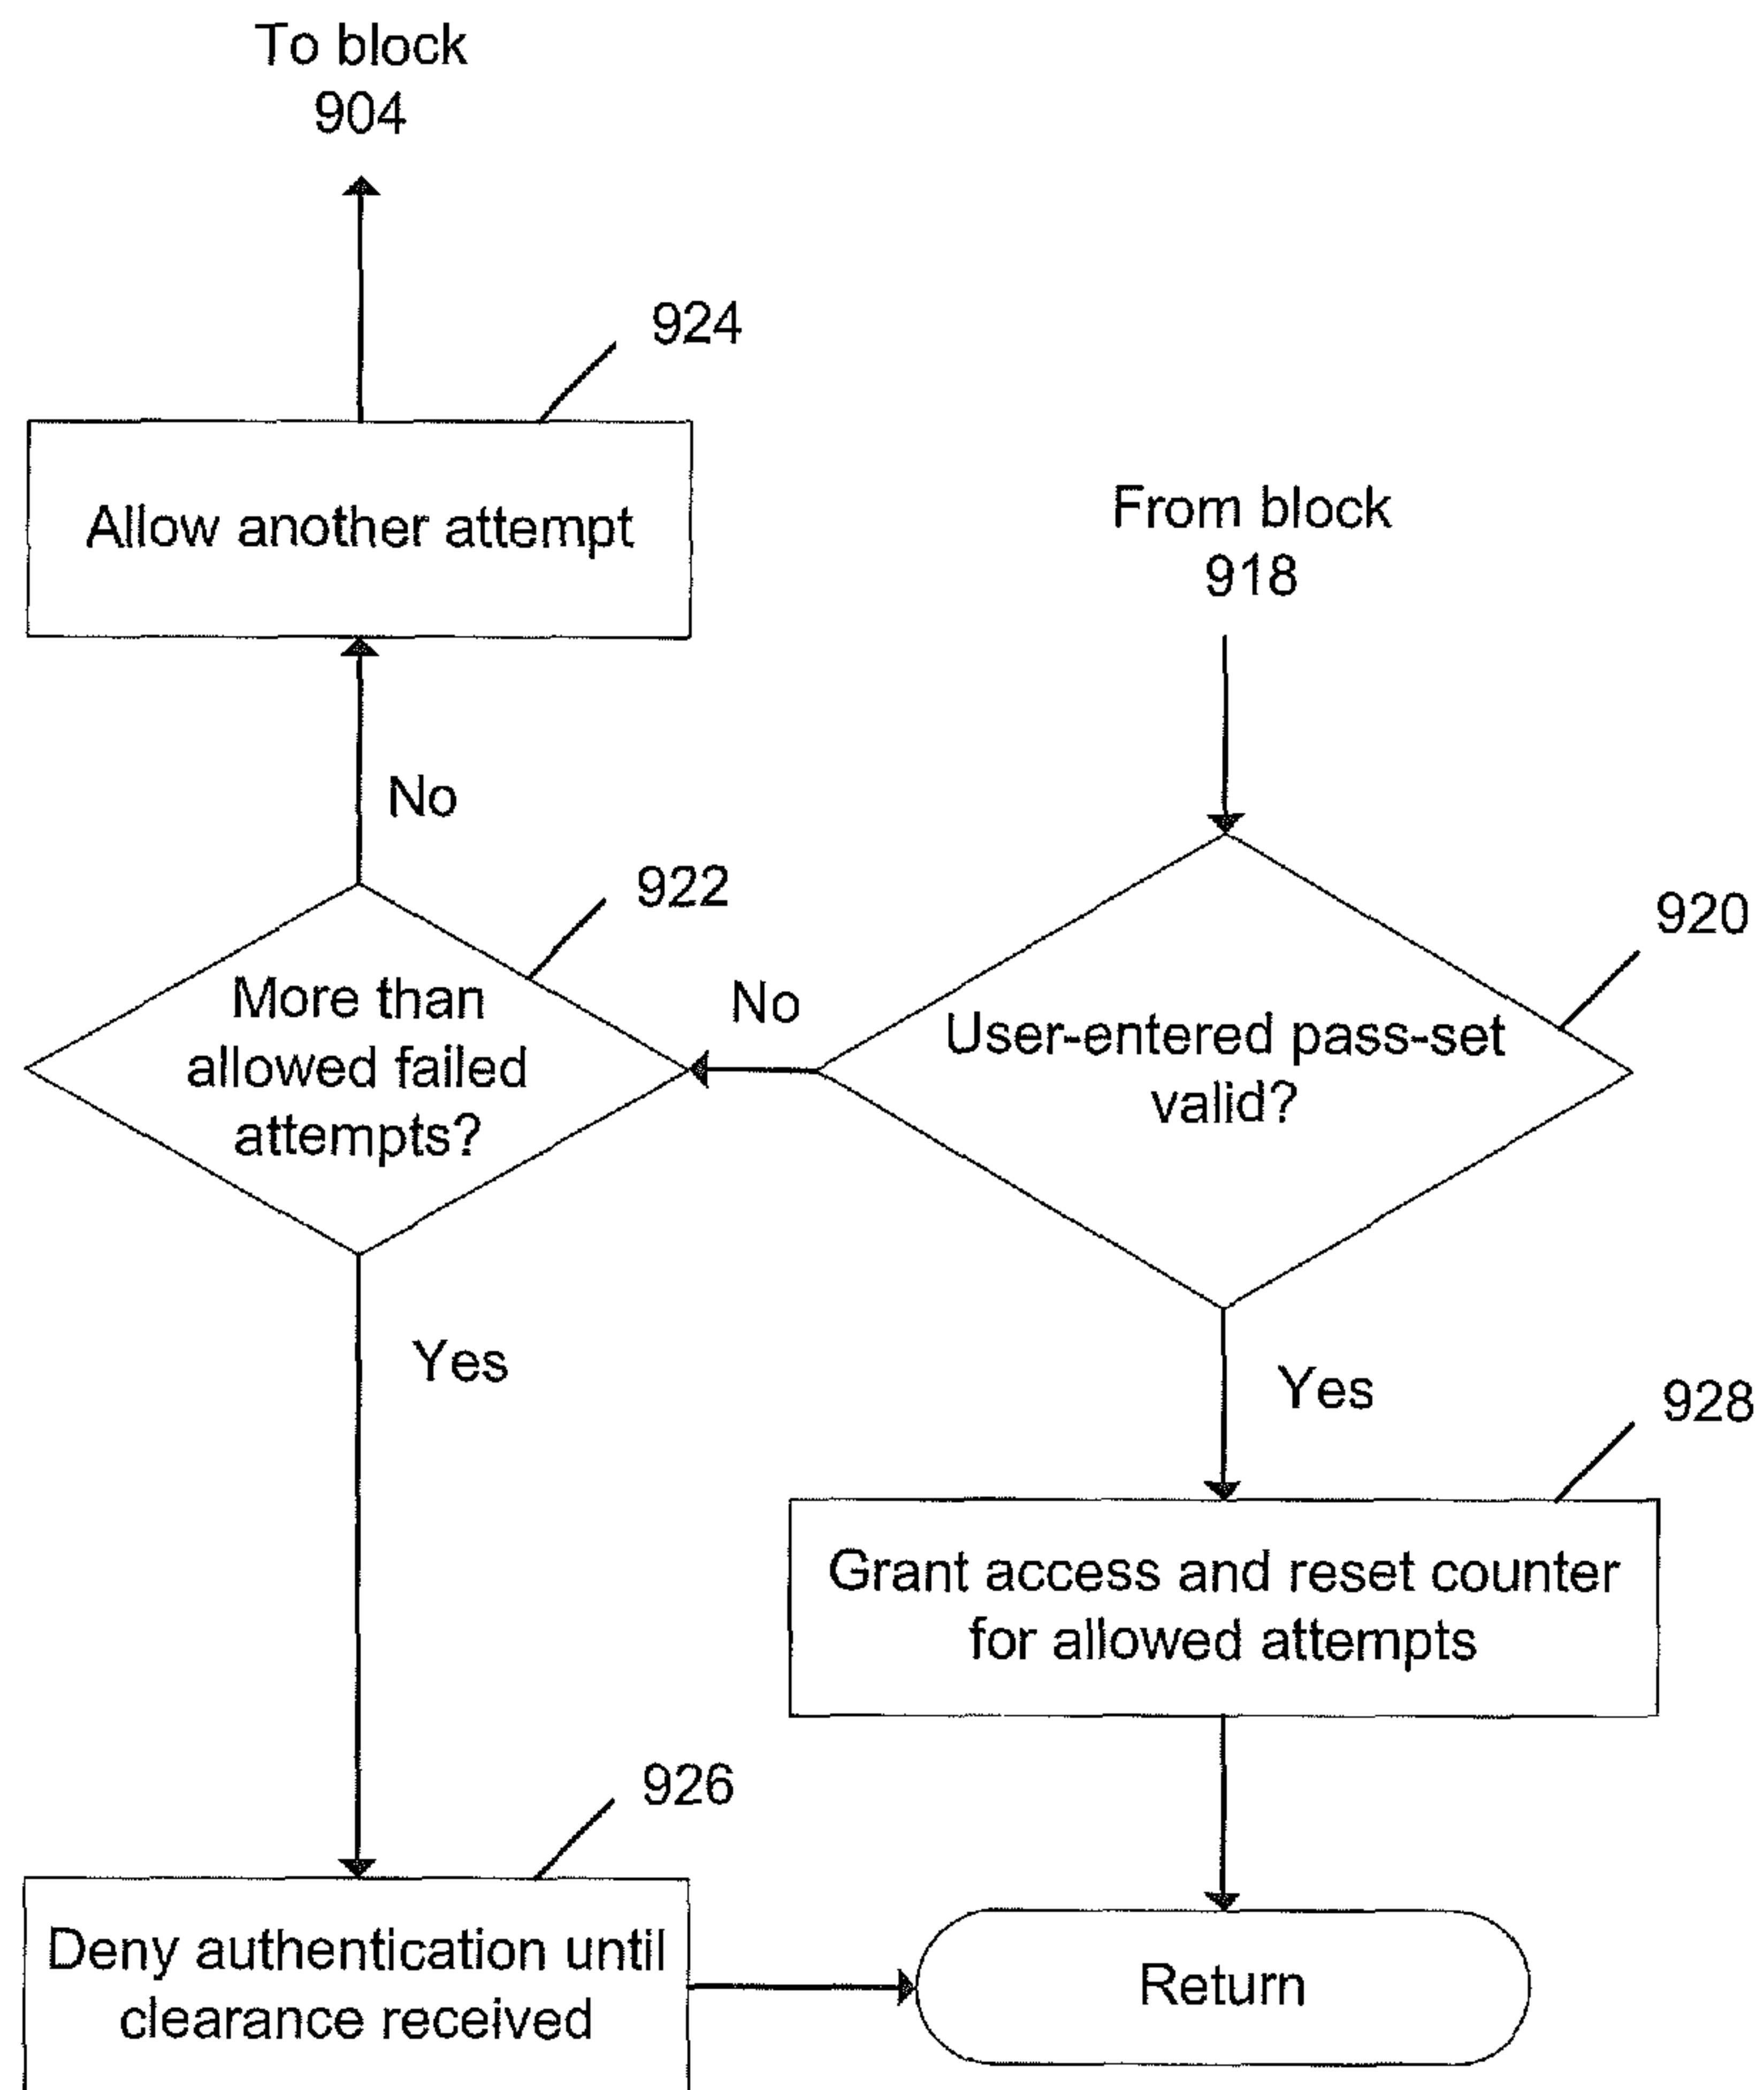 To block
904
924
Allow another attempt
From block
918
No
922
920
More than
allowed failed
attempts?
No
User-entered pass-set
valid?
Yes
Yes
928
Grant access and reset counter
for allowed attempts
926
Deny authentication until
clearance received
Return